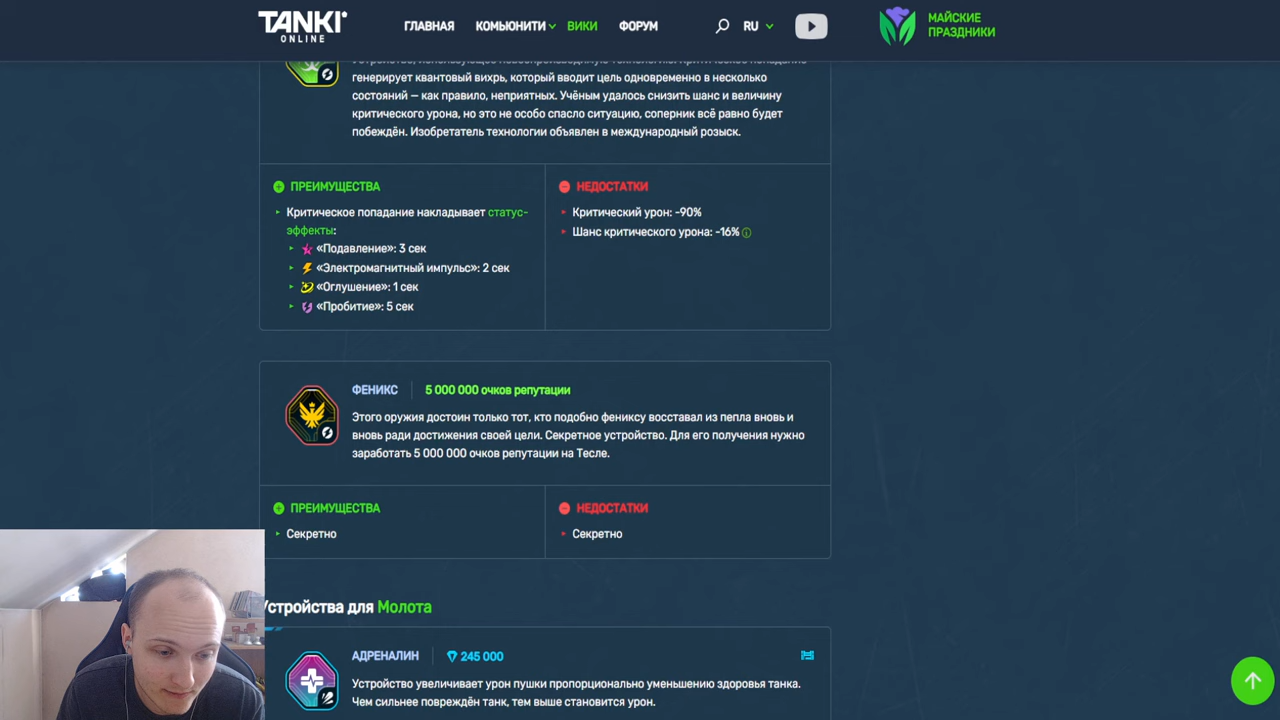 TANKI
ONLINE
ГЛАВНАЯ
КОМЬЮНИТИ
ВИКИ
ФОРУМ
RU
МАЙСКИЕ
ПРАЗДНИКИ
генерирует квантовый вихрь, который вводит цель одновременно в несколько
состояний — как правило, неприятных. Учёным удалось снизить шанс и величину
критического урона, но это не особо спасло ситуацию, соперник всё равно будет
побеждён. Изобретатель технологии объявлен в международный розыск.
ПРЕИМУЩЕСТВА
Критическое попадание накладывает статус-
эффекты:
«Подавление»: 3 сек
«Электромагнитный импульс»: 2 сек
«Оглушение»: 1 сек
«Пробитие»: 5 сек
НЕДОСТАТКИ
Критический урон: -90%
Шанс критического урона: -16%
ФЕНИКС
5 000 000 очков репутации
Этого оружия достоин только тот, кто подобно фениксу восставал из пепла вновь и
вновь ради достижения своей цели. Секретное устройство. Для его получения нужно
заработать 5 000 000 очков репутации на Тесле.
ПРЕИМУЩЕСТВА
Секретно
НЕДОСТАТКИ
Секретно
Устройства для Молота
АДРЕНАЛИН
245 000
Устройство увеличивает урон пушки пропорционально уменьшению здоровья танка.
Чем сильнее повреждён танк, тем выше становится урон.